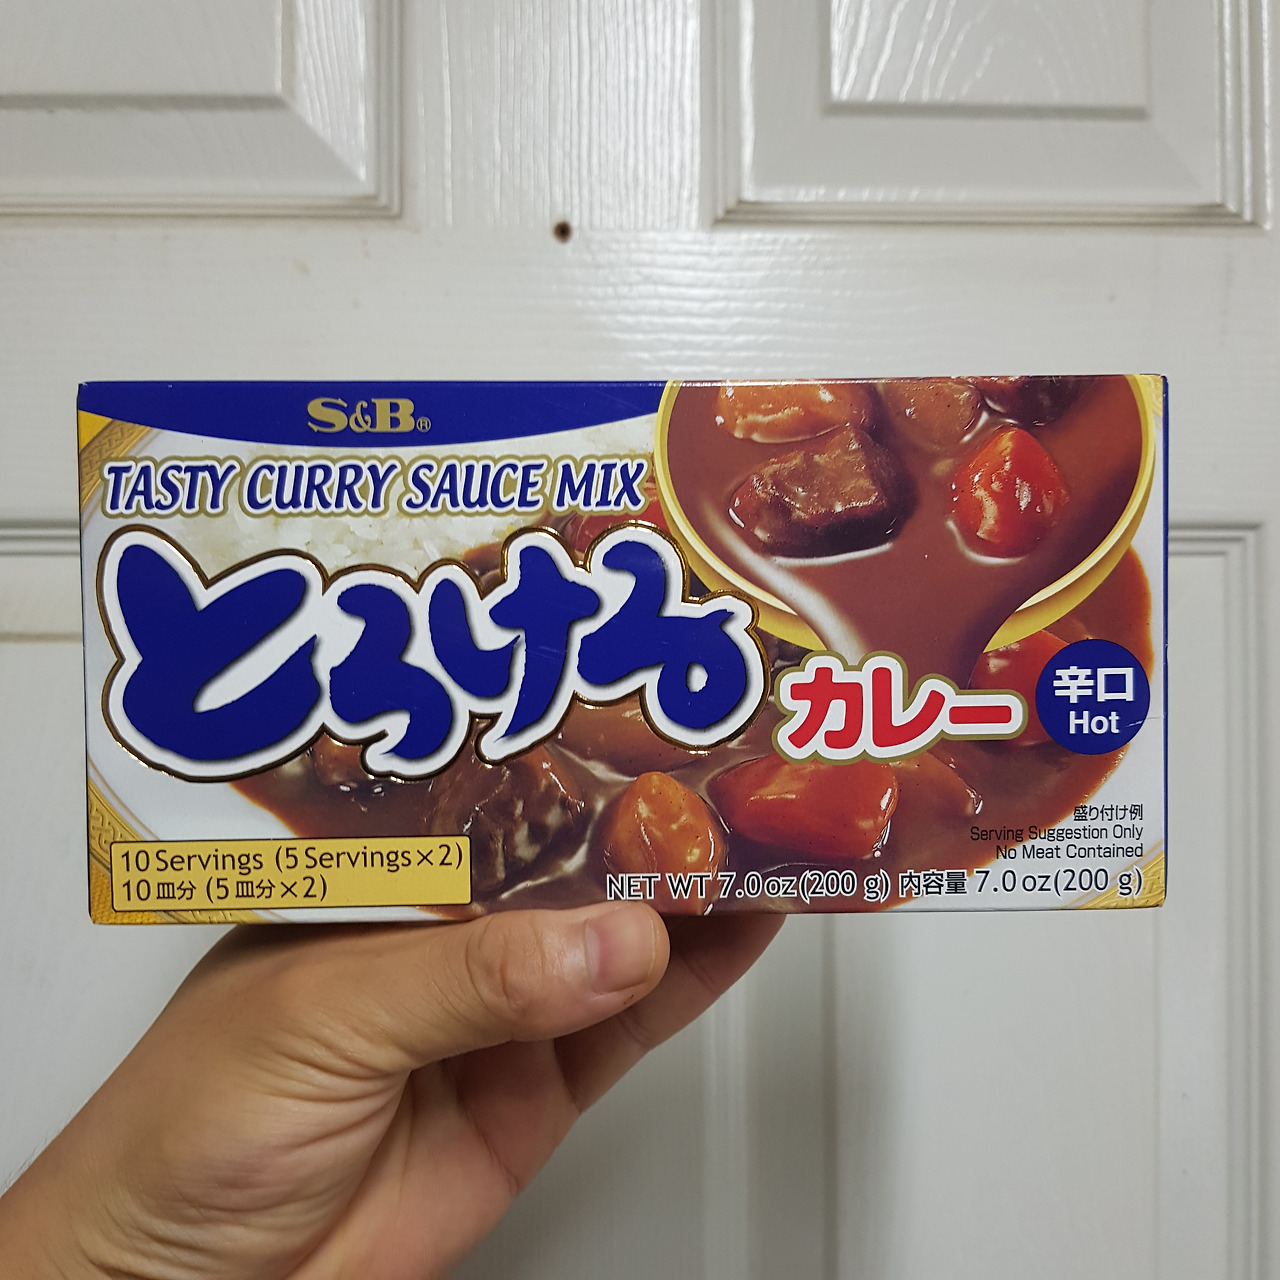 S&B®
TASTY CURRY SAUCE MIX
とろける
カレー
辛口
Hot
盛り付け例
Serving Suggestion Only
No Meat Contained
10 Servings (5 Servings×2)
10皿分 (5皿分×2)
NET WT 7.0 oz(200 g) 内容量 7.0 oz(200 g)